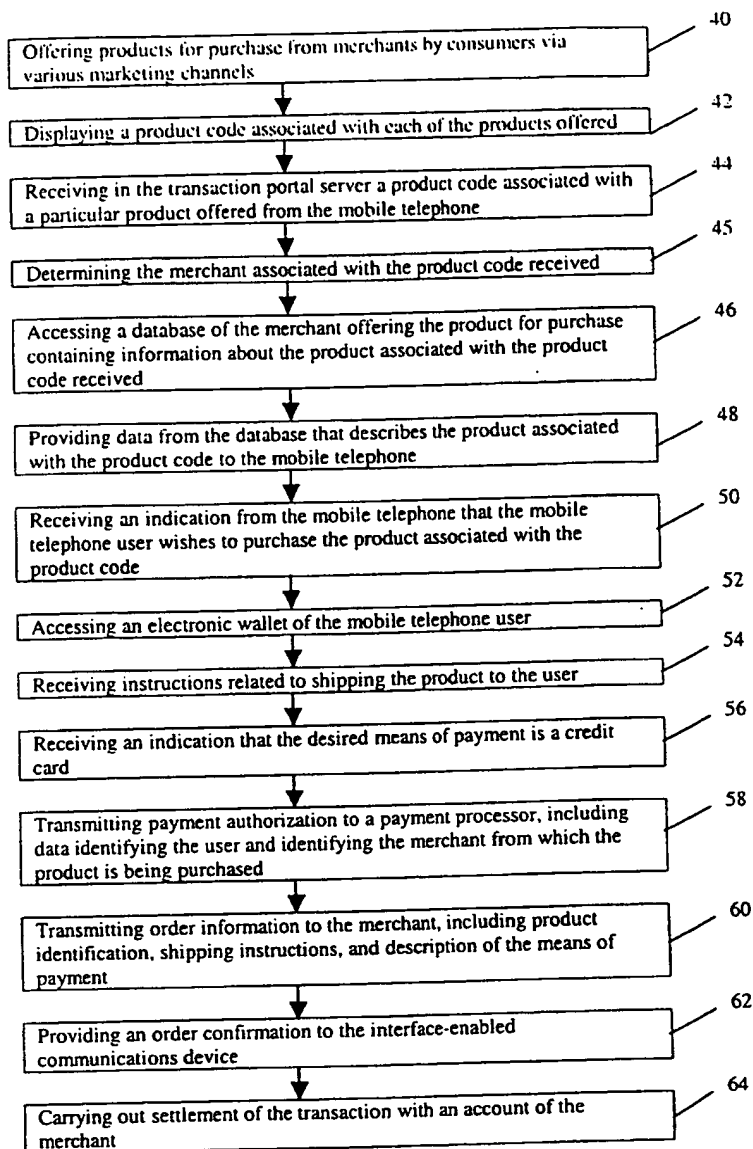 40
Offering products for purchase from merchants by consumers via
various marketing channels
42
Displaying a product code associated with each of the products offered
44
Receiving in the transaction portal server a product code associated with
a particular product offered from the mobile telephone
45
Determining the merchant associated with the product code received
46
Accessing a database of the merchant offering the product for purchase
containing information about the product associated with the product
code received
48
Providing data from the database that describes the product associated
with the product code to the mobile telephone
50
Receiving an indication from the mobile telephone that the mobile
telephone user wishes to purchase the product associated with the
product code
52
Accessing an electronic wallet of the mobile telephone user
54
Receiving instructions related to shipping the product to the user
56
Receiving an indication that the desired means of payment is a credit
card
58
Transmitting payment authorization to a payment processor, including
data identifying the user and identifying the merchant from which the
product is being purchased
60
Transmitting order information to the merchant, including product
identification, shipping instructions, and description of the means of
payment
62
Providing an order confirmation to the interface-enabled
communications device
64
Carrying out settlement of the transaction with an account of the
merchant